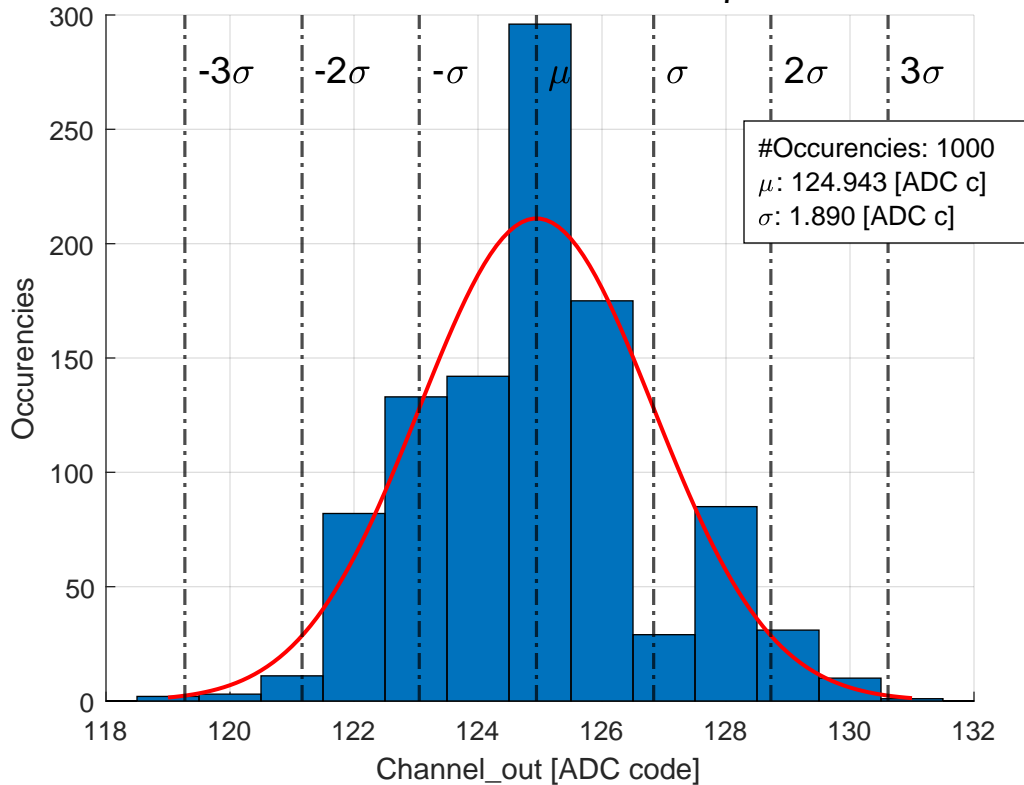 300
-3σ
-2σ
-σ
μ
σ
2σ
3σ
250
#Occurencies: 1000
μ: 124.943 [ADC c]
σ: 1.890 [ADC c]
200
150
100
50
0
Occurencies
118
120
122
124
126
128
130
132
Channel_out [ADC code]